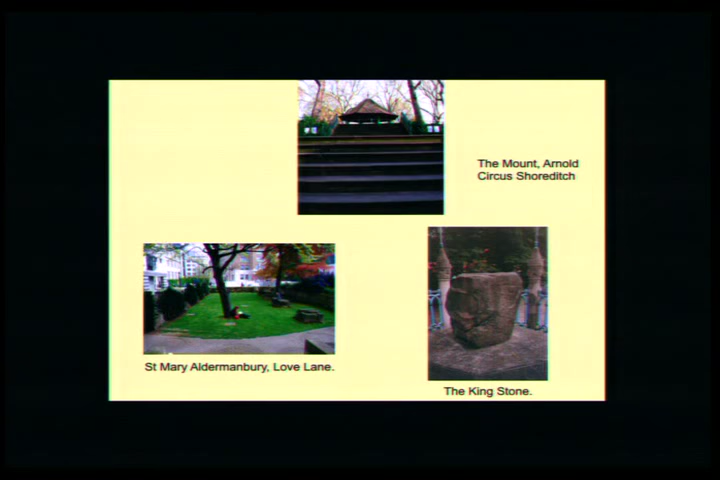 The Mount, Arnold
Circus Shoreditch
St Mary Aldermanbury, Love Lane.
The King Stone.